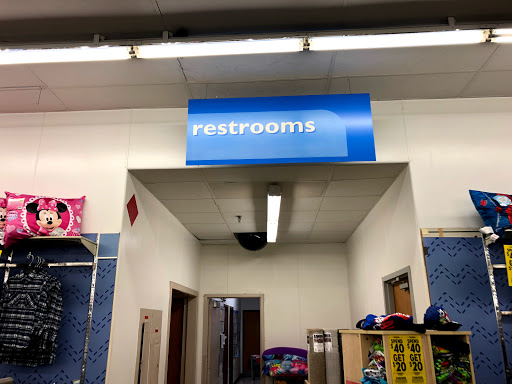 restrooms
SPEND
$40
GET
$20
SPEND
$40
GET
$20